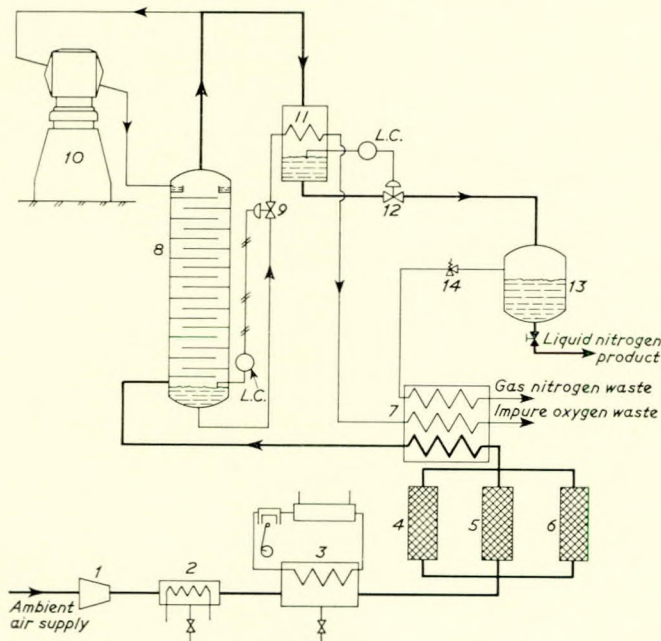 10
11
L.C.
12
9
8
14
13
Liquid nitrogen
product
L.C.
Gas nitrogen waste
7
Impure oxygen waste
4
5
6
1
2
3
Ambient
air supply